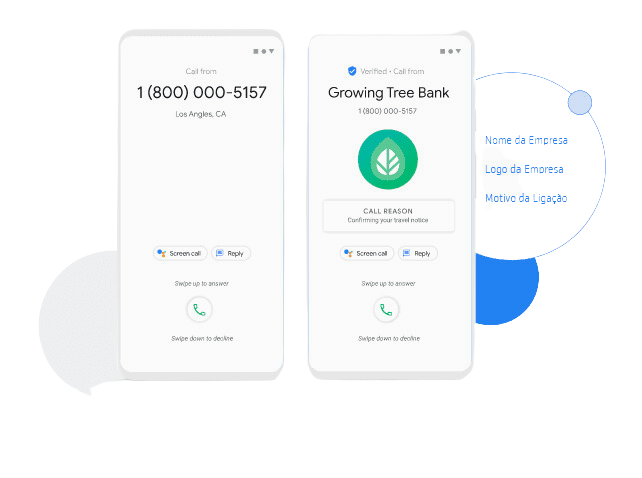 Call from
1 (800) 000-5157
Los Angles, CA
Screen call
Reply
Swipe up to answer
Swipe down to decline
Verified • Call from
Growing Tree Bank
1 (800) 000-5157
CALL REASON
Confirming your travel notice
Screen call
Reply
Swipe up to answer
Swipe down to decline
Nome da Empresa
Logo da Empresa
Motivo da Ligação